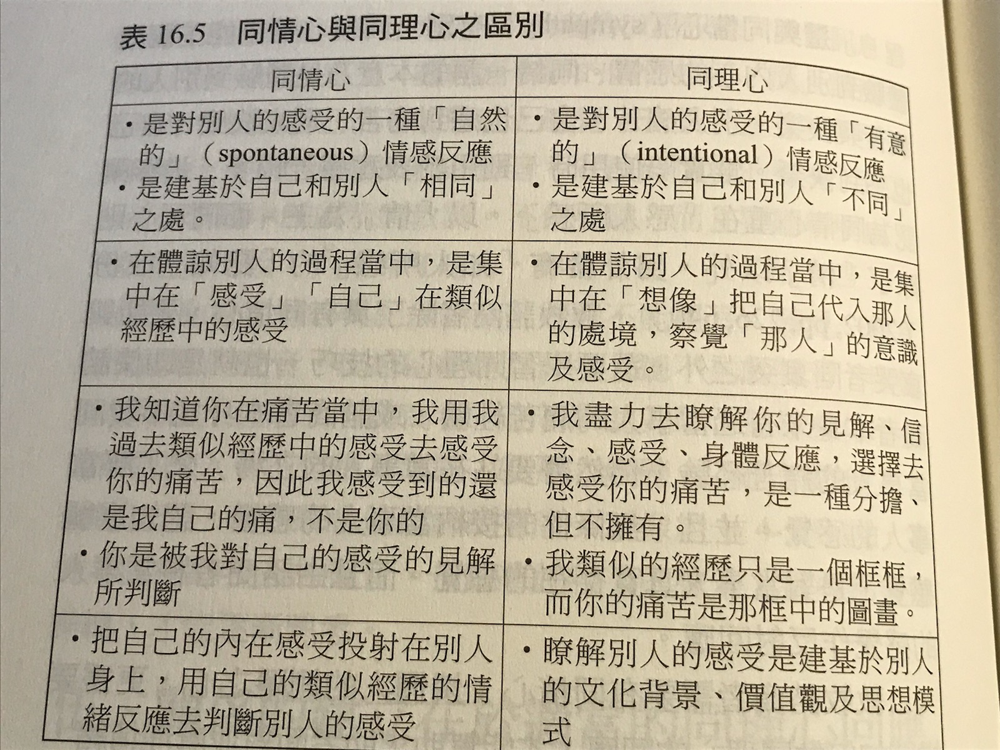 表 16.5 同情心與同理心之區別
同情心
同理心
・是對別人的感受的一種「自然
的」（spontaneous）情感反應
・是建基於自己和別人「相同」
之處。
・是對別人的感受的一種「有意
的」（intentional）情感反應
・是建基於自己和別人「不同」
之處
・在體諒別人的過程當中，是集
中在「感受」「自己」在類似
經歷中的感受
・在體諒別人的過程當中，是集
中在「想像」把自己代入那人
的處境，察覺「那人」的意識
及感受。
・我知道你在痛苦當中，我用我
過去類似經歷中的感受去感受
你的痛苦，因此我感受到的還
是我自己的痛，不是你的
・你是被我對自己的感受的見解
所判斷
・我盡力去瞭解你的見解、信
念、感受、身體反應，選擇去
感受你的痛苦，是一種分擔、
但不擁有。
・我類似的經歷只是一個框框，
而你的痛苦是那框中的圖畫。
・把自己的內在感受投射在別人
身上，用自己的類似經歷的情
緒反應去判斷別人的感受
・瞭解別人的感受是建基於別人
的文化背景、價值觀及思想模
式